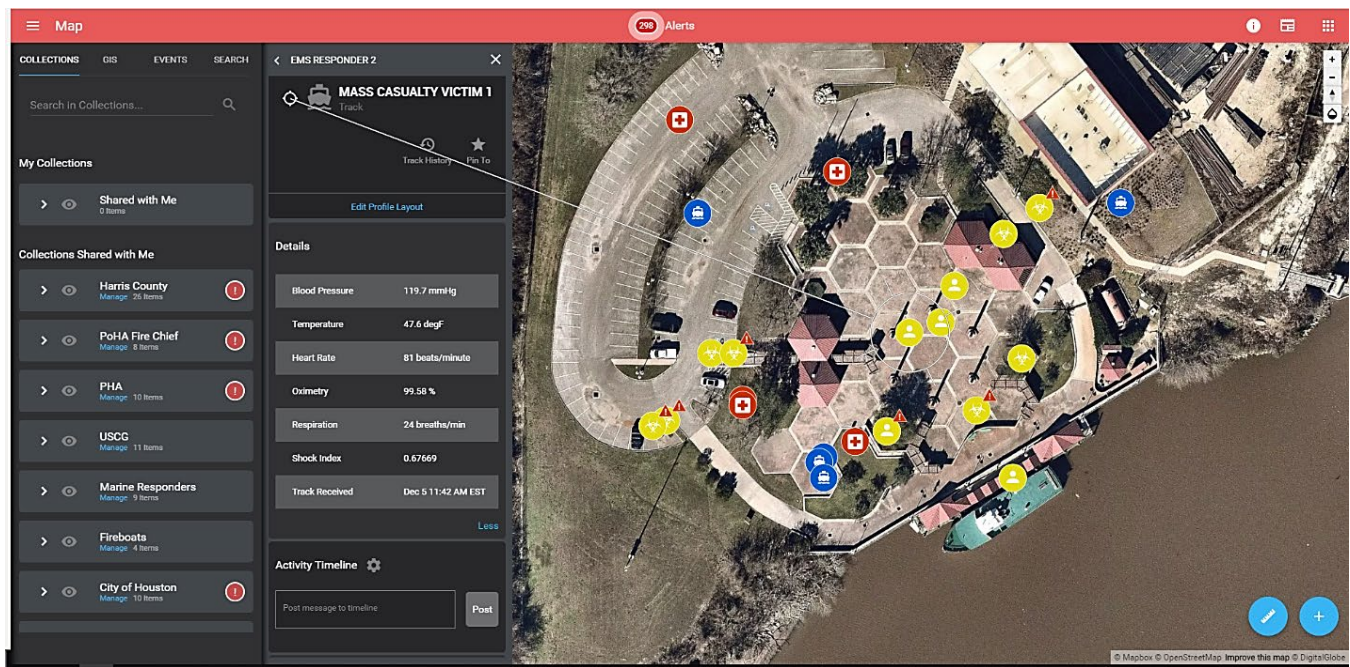 Map
298 Alerts
COLLECTIONS GIS EVENTS SEARCH
Search in Collections...
My Collections
Shared with Me
0 Items
Collections Shared with Me
Harris County
Manage 26 Items
PoHA Fire Chief
Manage 8 Items
PHA
Manage 10 Items
USCG
Manage 11 Items
Marine Responders
Manage 9 Items
Fireboats
Manage 4 Items
City of Houston
Manage 10 Items
EMS RESPONDER 2
MASS CASUALTY VICTIM 1
Track
Track History Pin To
Edit Profile Layout
Details
Blood Pressure 119.7 mmHg
Temperature 47.6 degF
Heart Rate 81 beats/minute
Oximetry 99.58 %
Respiration 24 breaths/min
Shock Index 0.67669
Track Received Dec 5 11:42 AM EST
Less
Activity Timeline
Post message to timeline
Post
© Mapbox © OpenStreetMap Improve this map © DigitalGlobe